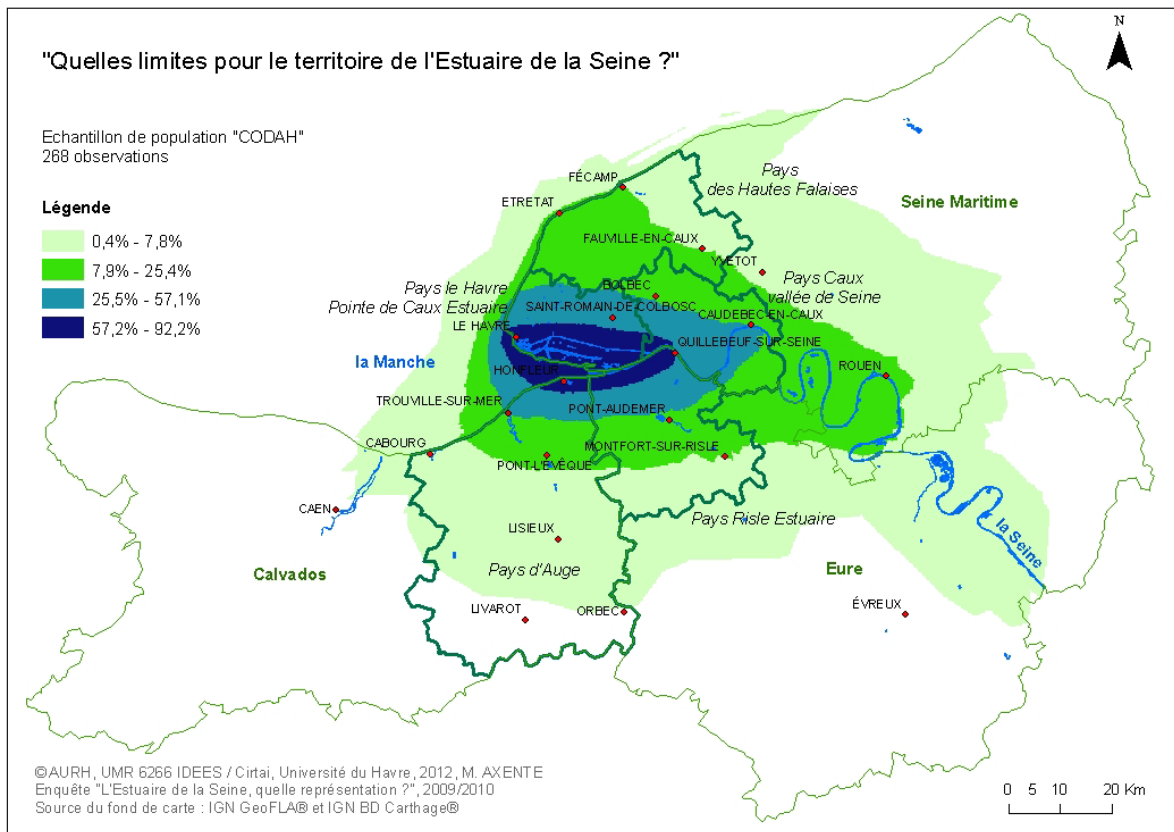 "Quelles limites pour le territoire de l'Estuaire de la Seine ?"
N
Echantillon de population "CODAH"
268 observations
Légende
0,4% - 7,8%
7,9% - 25,4%
25,5% - 57,1%
57,2% - 92,2%
Pays
des Hautes Falaises
FÉCAMP
Seine Maritime
ETRETAT
FAUVILLE-EN-CAUX
YVETOT
Pays Caux
vallée de Seine
BOLBEC
Pays le Havre
Pointe de Caux Estuaire
SAINT-ROMAIN-DE-COLBOSC
CAUDEBEC-EN-CAUX
LE HAVRE
QUILLEBEUF-SUR-SEINE
la Manche
HONFLEUR
ROUEN
TROUVILLE-SUR-MER
PONT-AUDEMER
CABOURG
MONTFORT-SUR-RISLE
PONT-L'EVÊQUE
CAEN
Pays Risle Estuaire
la Seine
LISIEUX
Pays d'Auge
Calvados
Eure
LIVAROT
ORBEC
ÉVREUX
©AURH, UMR 6266 IDEES / Cirtai, Université du Havre, 2012, M. AXENTE
Enquête "L'Estuaire de la Seine, quelle représentation ?", 2009/2010
Source du fond de carte : IGN GeoFLA® et IGN BD Carthage®
0 5 10 20 Km